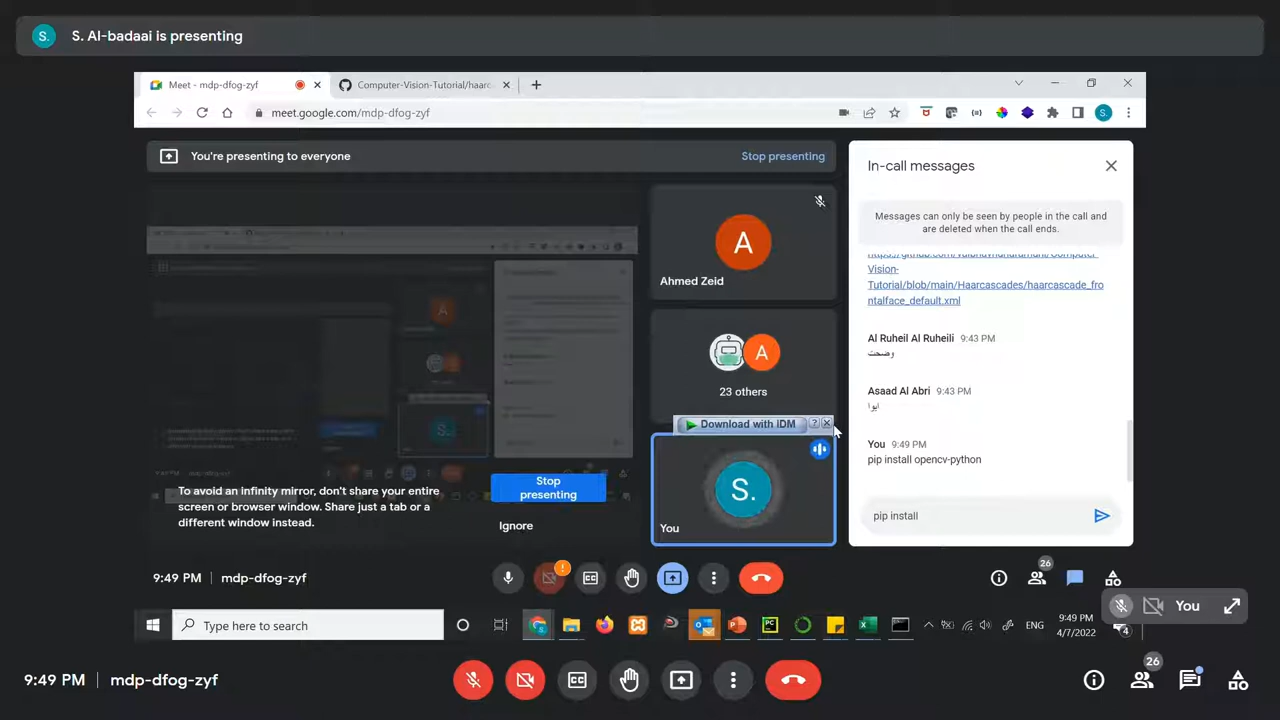 S. S. Al-badaai is presenting
Meet - mdp-dfog-zyf
Computer-Vision-Tutorial/haarc
meet.google.com/mdp-dfog-zyf
S.
You're presenting to everyone
Stop presenting
In-call messages
Messages can only be seen by people in the call and
are deleted when the call ends.
A
Ahmed Zeid
Vision-
Tutorial/blob/main/Haarcascades/haarcascade_fro
ntalface_default.xml
A
23 others
Al Ruheil Al Ruheili 9:43 PM
وضحت
Asaad Al Abri 9:43 PM
ايوا
Download with IDM
?
You 9:49 PM
pip install opencv-python
S.
You
To avoid an infinity mirror, don't share your entire
screen or browser window. Share just a tab or a
different window instead.
Stop
presenting
Ignore
pip install
9:49 PM | mdp-dfog-zyf
26
You
Type here to search
ENG
9:49 PM
4/7/2022
4
9:49 PM | mdp-dfog-zyf
26